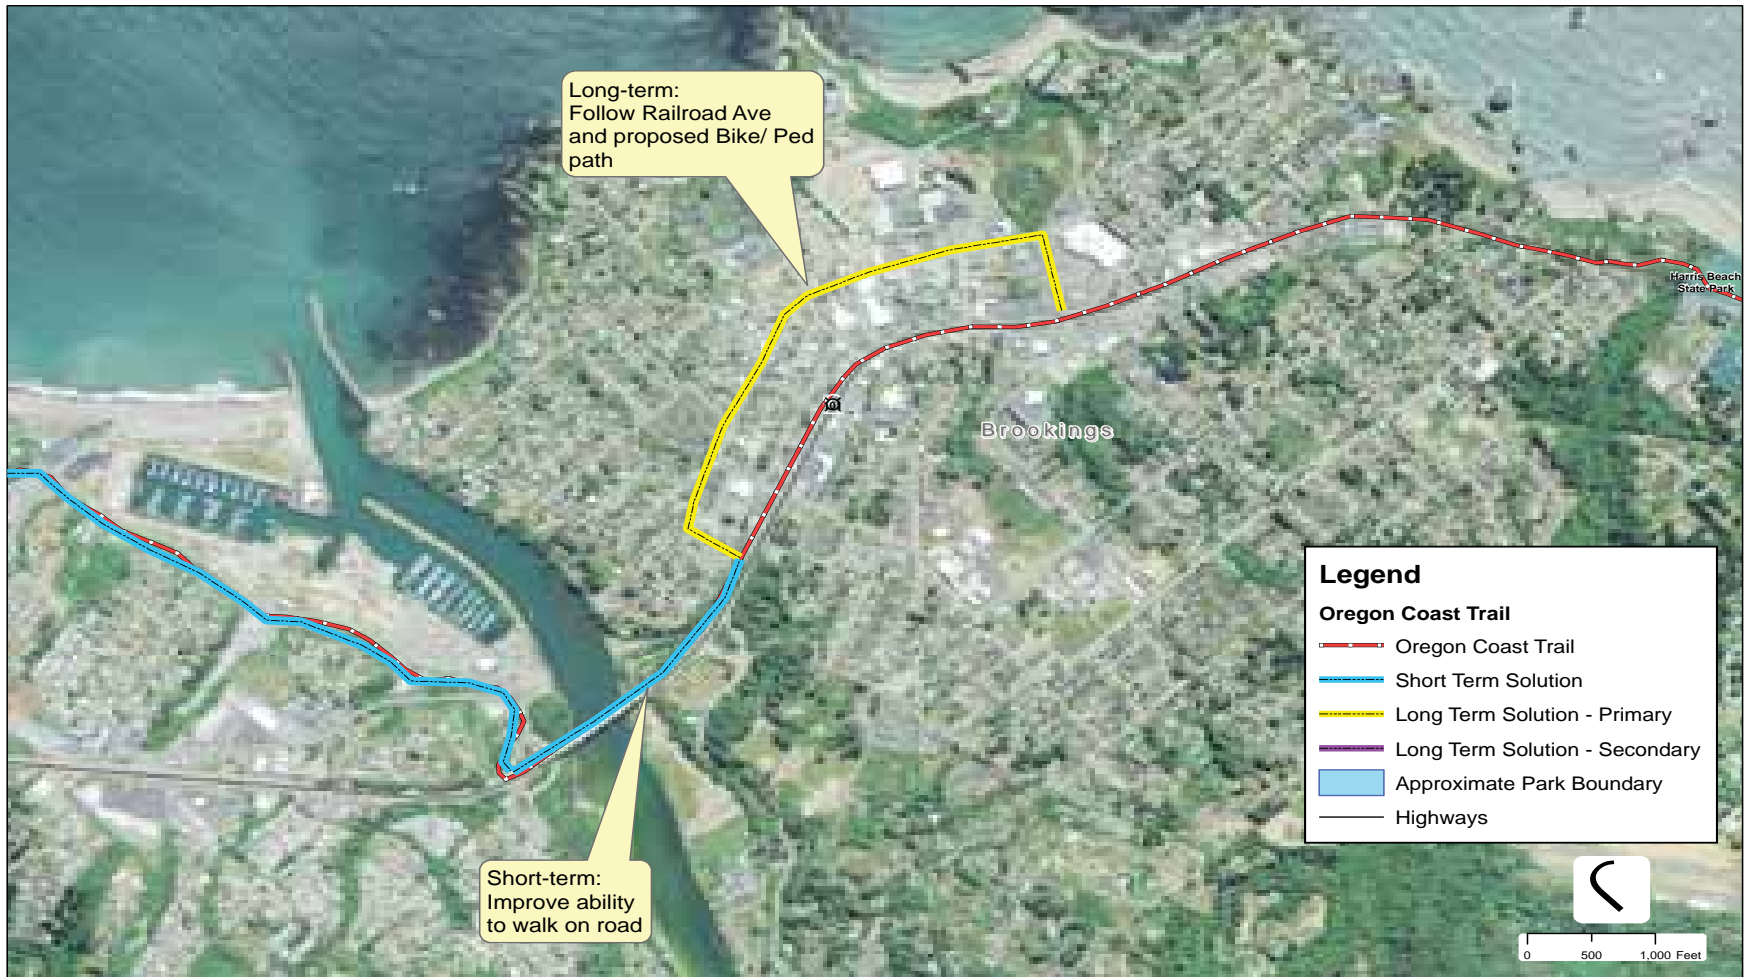 Long-term:
Follow Railroad Ave
and proposed Bike/ Ped
path
Harris Beach
State Park
Brookings
Short-term:
Improve ability
to walk on road
Legend
Oregon Coast Trail
Oregon Coast Trail
Short Term Solution
Long Term Solution - Primary
Long Term Solution - Secondary
Approximate Park Boundary
Highways
0 500 1,000 Feet